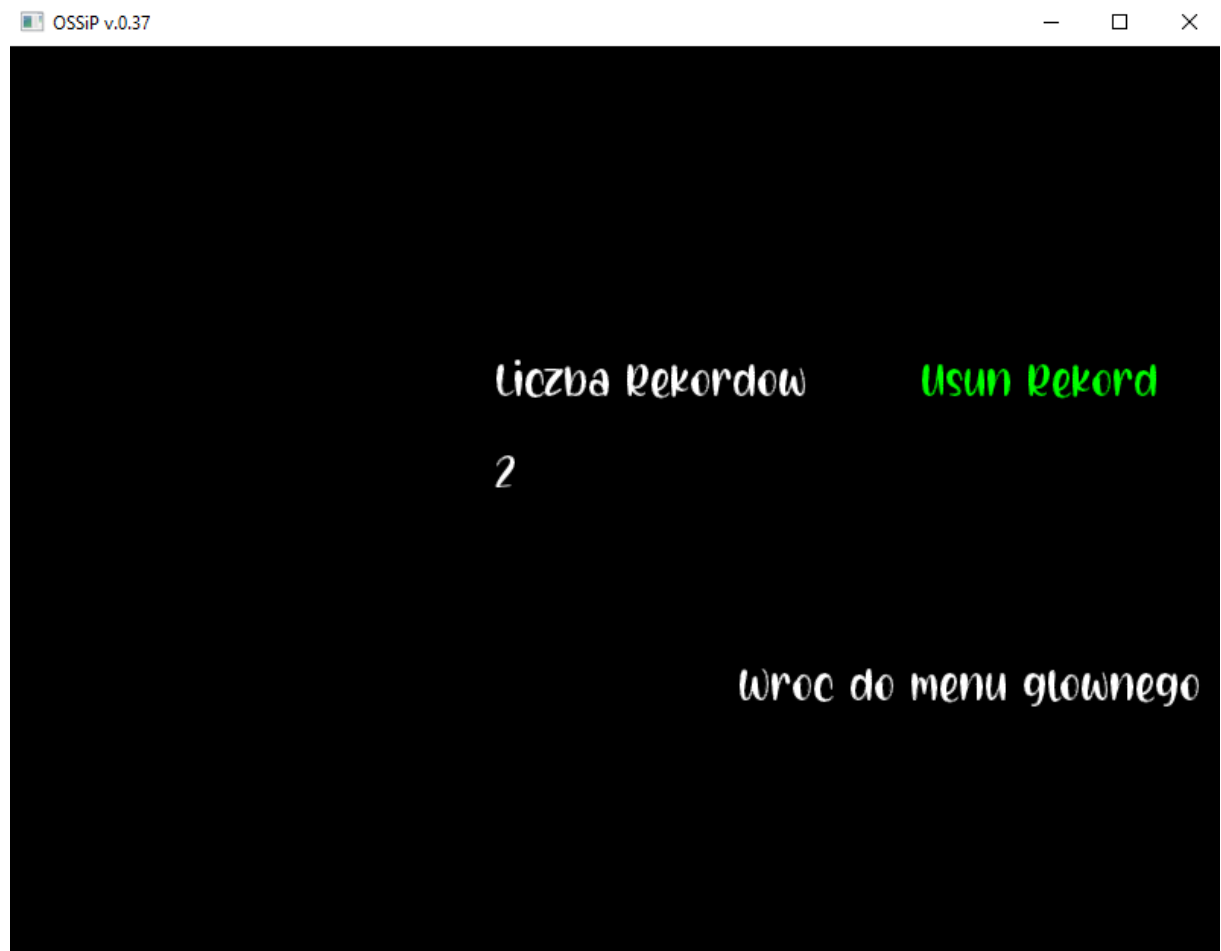 OSSiP v.0.37
Liczba Rekordow
Usun Rekord
2
Wroc do menu glownego